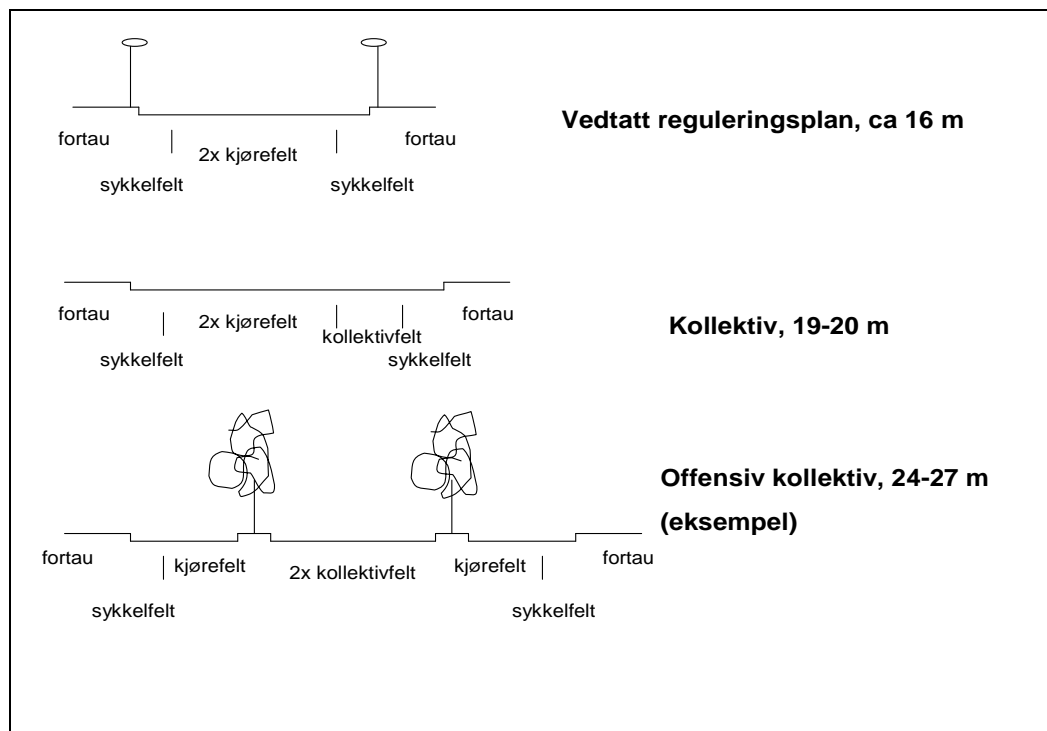 Vedtatt reguleringsplan, ca 16 m
fortau
2x kjørefelt
fortau
sykkelfelt
sykkelfelt
Kollektiv, 19-20 m
fortau
2x kjørefelt
kollektivfelt
fortau
sykkelfelt
sykkelfelt
Offensiv kollektiv, 24-27 m
(eksempel)
fortau
kjørefelt
2x kollektivfelt
kjørefelt
fortau
sykkelfelt
sykkelfelt